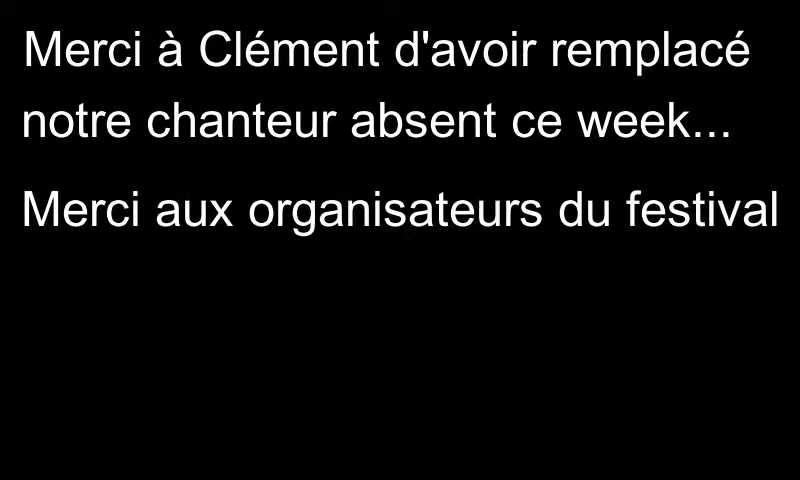 Merci à Clément d'avoir remplacé
notre chanteur absent ce week...
Merci aux organisateurs du festival